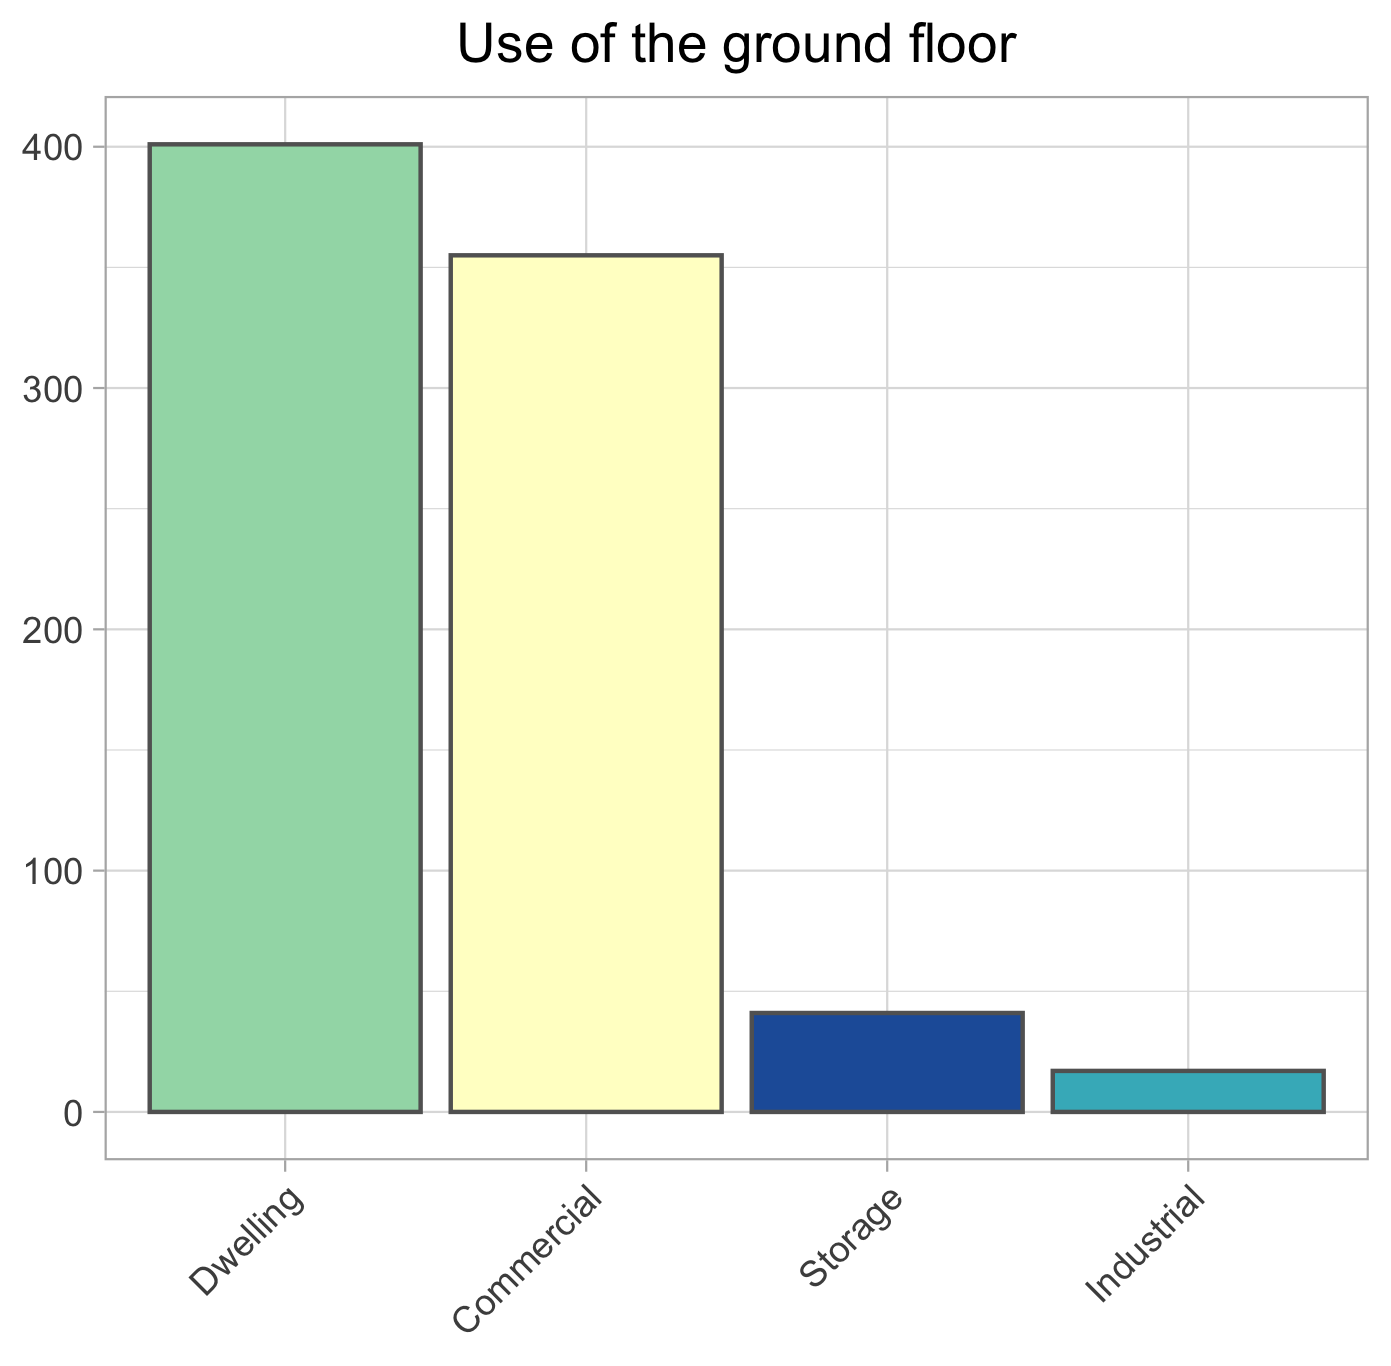 Use of the ground floor
400
300
200
100
0
Dwelling
Commercial
Storage
Industrial